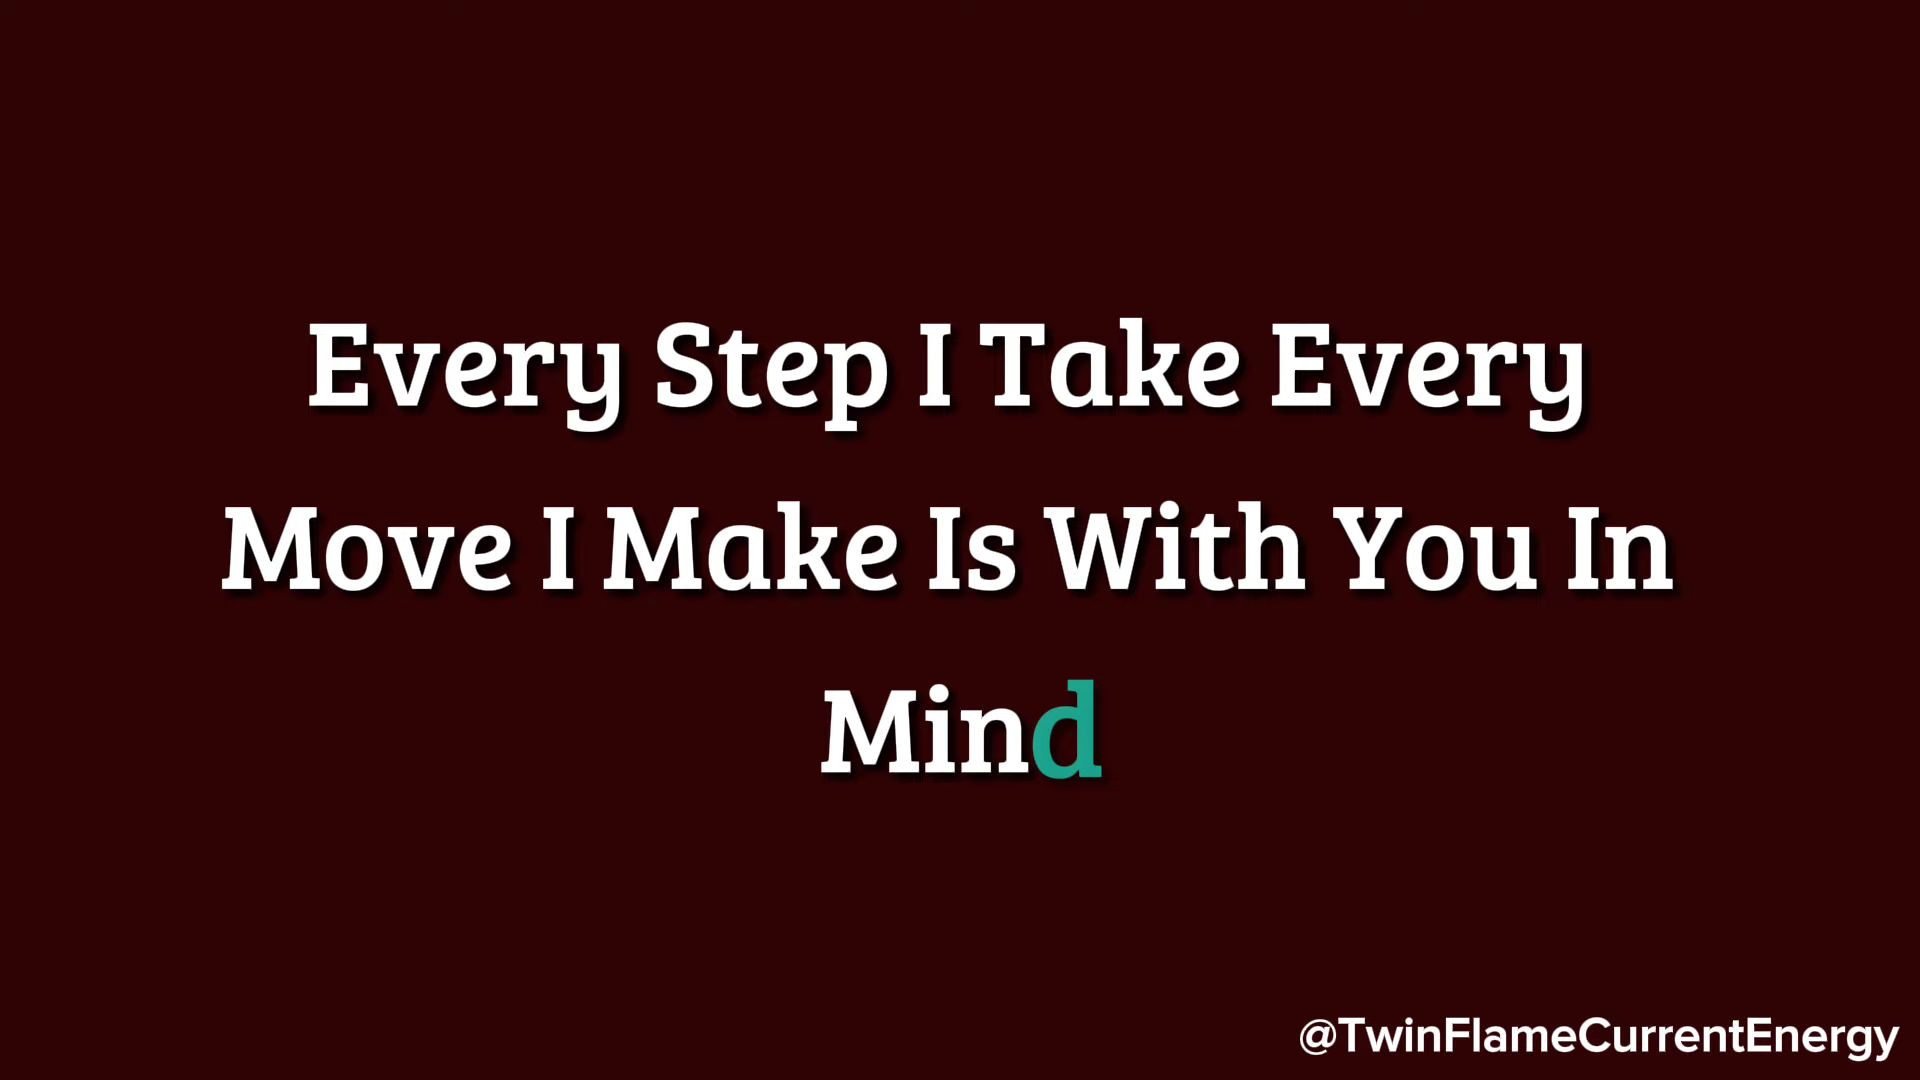 Every Step I Take Every
Move I Make Is With You In
Mind
@TwinFlameCurrentEnergy